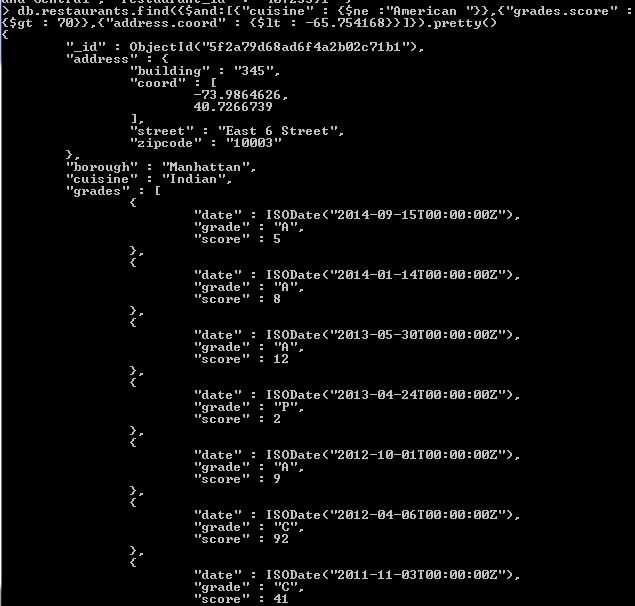 > db.restaurants.find({$and:[{"cuisine" : {$ne :"American "}},{"grades.score" :
{$gt : 70}},{"address.coord" : {$lt : -65.754168}}]}).pretty()
{
"_id" : ObjectId("5f2a79d68ad6f4a2b02c71b1"),
"address" : {
"building" : "345",
"coord" : [
-73.9864626,
40.7266739
],
"street" : "East 6 Street",
"zipcode" : "10003"
},
"borough" : "Manhattan",
"cuisine" : "Indian",
"grades" : [
{
"date" : ISODate("2014-09-15T00:00:00Z"),
"grade" : "A",
"score" : 5
},
{
"date" : ISODate("2014-01-14T00:00:00Z"),
"grade" : "A",
"score" : 8
},
{
"date" : ISODate("2013-05-30T00:00:00Z"),
"grade" : "A",
"score" : 12
},
{
"date" : ISODate("2013-04-24T00:00:00Z"),
"grade" : "P",
"score" : 2
},
{
"date" : ISODate("2012-10-01T00:00:00Z"),
"grade" : "A",
"score" : 9
},
{
"date" : ISODate("2012-04-06T00:00:00Z"),
"grade" : "C",
"score" : 92
},
{
"date" : ISODate("2011-11-03T00:00:00Z"),
"grade" : "C",
"score" : 41